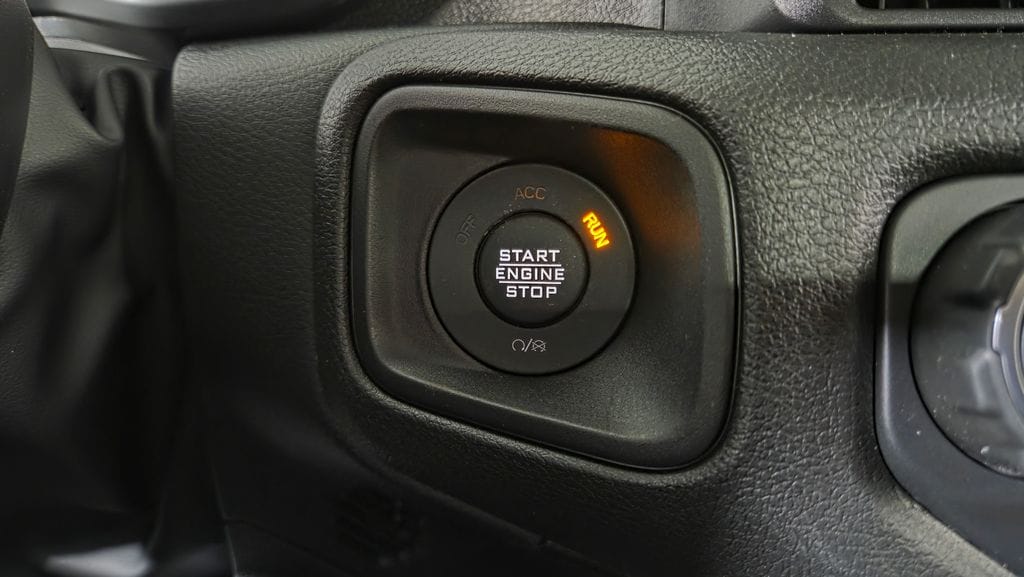 ACC
OFF
RUN
START
ENGINE
STOP